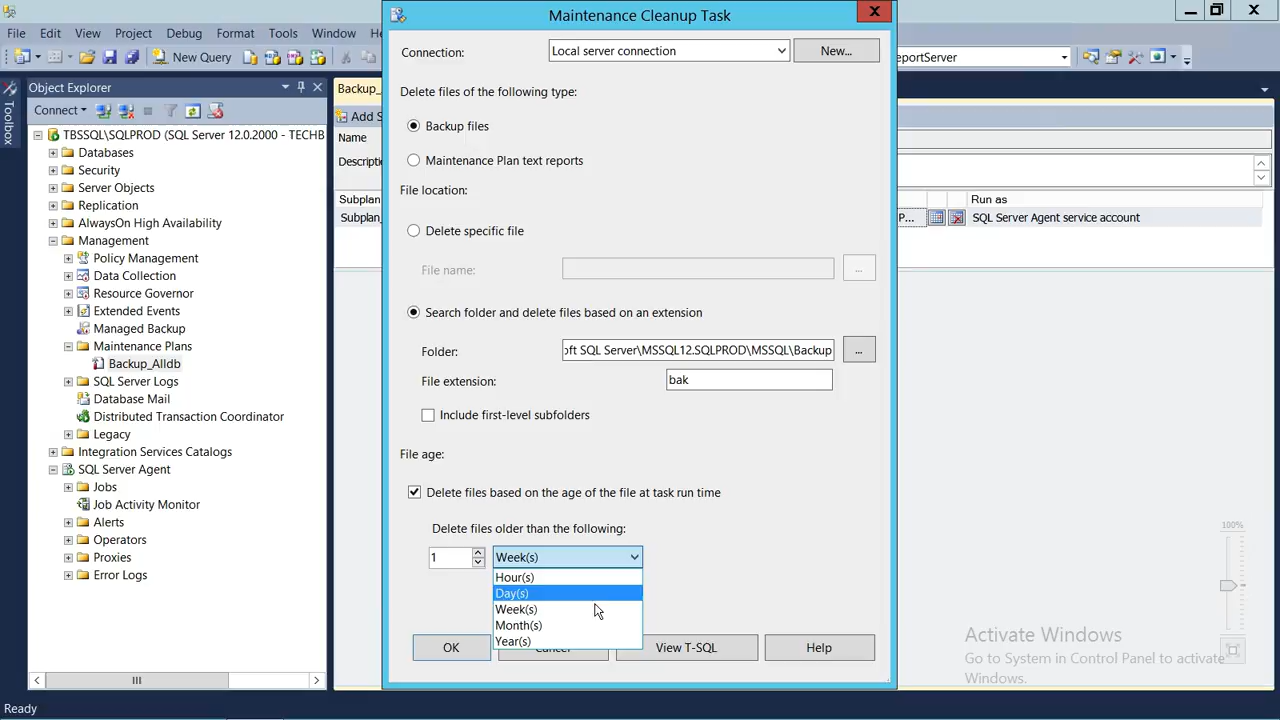 Maintenance Cleanup Task
File Edit View Project Debug Format Tools Window
New Query
eportServer
Object Explorer
Connect
Toolbox
TBSSQL\SQLPROD (SQL Server 12.0.2000 - TECHB
Databases
Security
Server Objects
Replication
AlwaysOn High Availability
Management
Policy Management
Data Collection
Resource Governor
Extended Events
Managed Backup
Maintenance Plans
Backup_Alldb
SQL Server Logs
Database Mail
Distributed Transaction Coordinator
Legacy
Integration Services Catalogs
SQL Server Agent
Jobs
Job Activity Monitor
Alerts
Operators
Proxies
Error Logs
Backup_
Add S
Name
Description
Subplan
Subplan_
Connection:
Local server connection
New...
Delete files of the following type:
Backup files
Maintenance Plan text reports
File location:
Delete specific file
File name:
...
Search folder and delete files based on an extension
Folder:
oft SQL Server\MSSQL12.SQLPROD\MSSQL\Backup
...
File extension:
bak
Include first-level subfolders
File age:
Delete files based on the age of the file at task run time
Delete files older than the following:
1
Week(s)
Hour(s)
Day(s)
Week(s)
Month(s)
Year(s)
OK
Cancel
View T-SQL
Help
Run as
P...
SQL Server Agent service account
100%
Activate Windows
Go to System in Control Panel to activate
Windows.
Ready